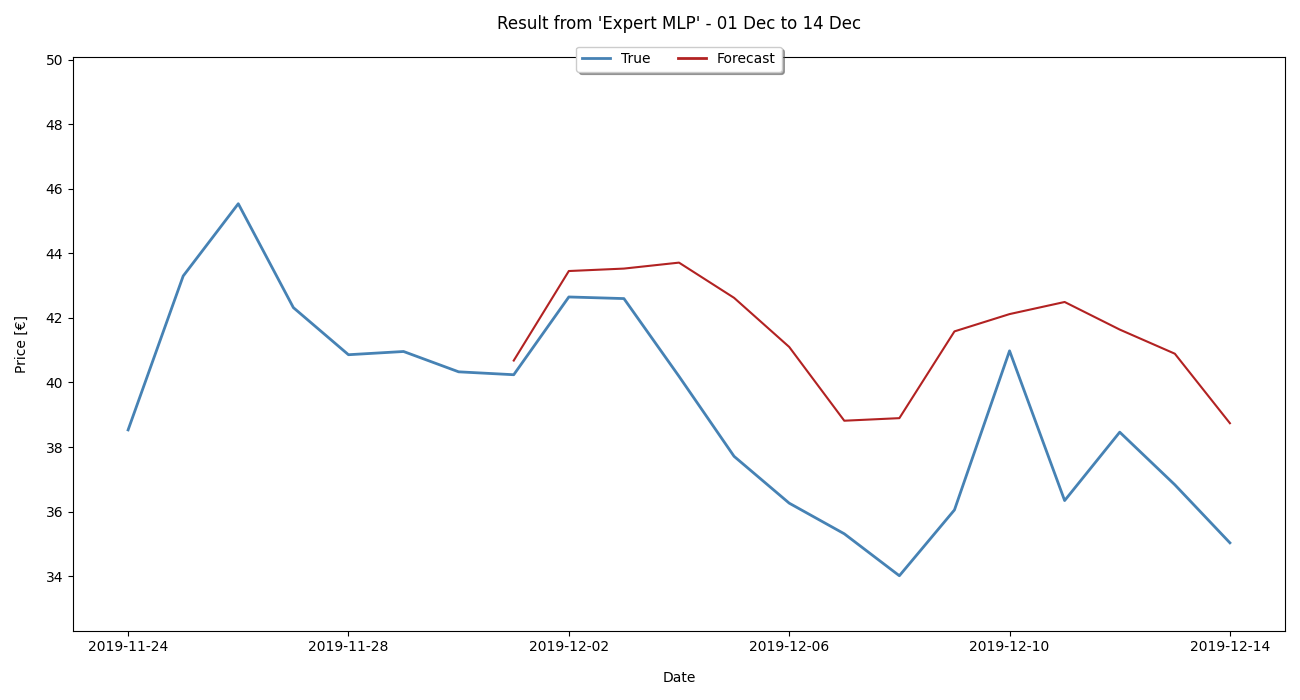 Result from 'Expert MLP' - 01 Dec to 14 Dec
True Forecast
50
48
46
44
42
40
38
36
34
Price [€]
2019-11-24 2019-11-28 2019-12-02 2019-12-06 2019-12-10 2019-12-14
Date